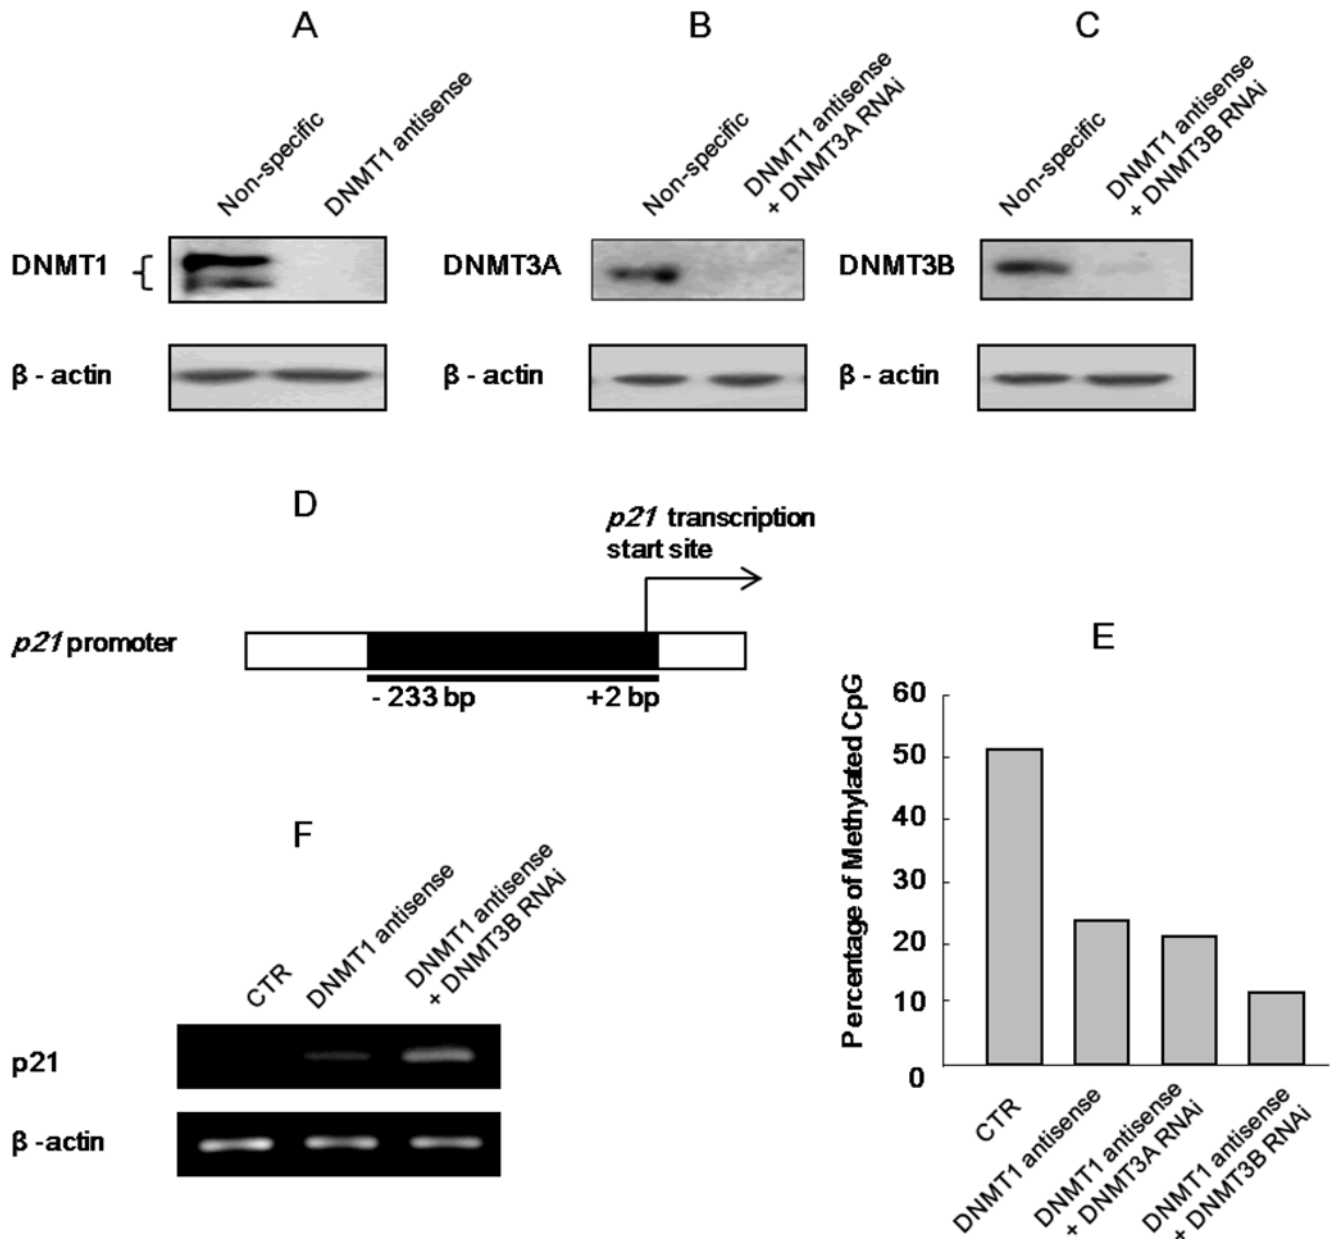 A
Non-specific
DNMT1 antisense
DNMT1
β - actin
B
Non-specific
DNMT1 antisense
+ DNMT3A RNAi
DNMT3A
β - actin
C
Non-specific
DNMT1 antisense
+ DNMT3B RNAi
DNMT3B
β - actin
D
p21 transcription
start site
p21 promoter
- 233 bp
+2 bp
E
Percentage of Methylated CpG
60
50
40
30
20
10
0
CTR
DNMT1 antisense
DNMT1 antisense
+ DNMT3A RNAi
DNMT1 antisense
+ DNMT3B RNAi
F
CTR
DNMT1 antisense
DNMT1 antisense
+ DNMT3B RNAi
p21
β -actin